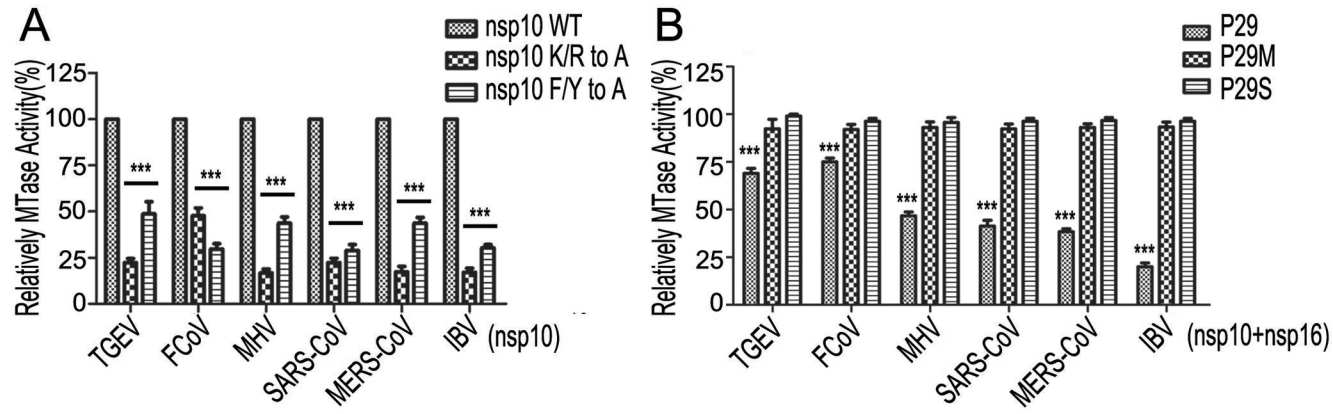 A
nsp10 WT
nsp10 K/R to A
nsp10 F/Y to A
Relatively MTase Activity(%)
125
100
75
50
25
0
***
***
***
***
***
***
TGEV
FCoV
MHV
SARS-CoV
MERS-CoV
IBV
(nsp10)
B
P29
P29M
P29S
Relatively MTase Activity(%)
125
100
75
50
25
0
***
***
***
***
***
***
TGEV
FCoV
MHV
SARS-CoV
MERS-CoV
IBV
(nsp10+nsp16)